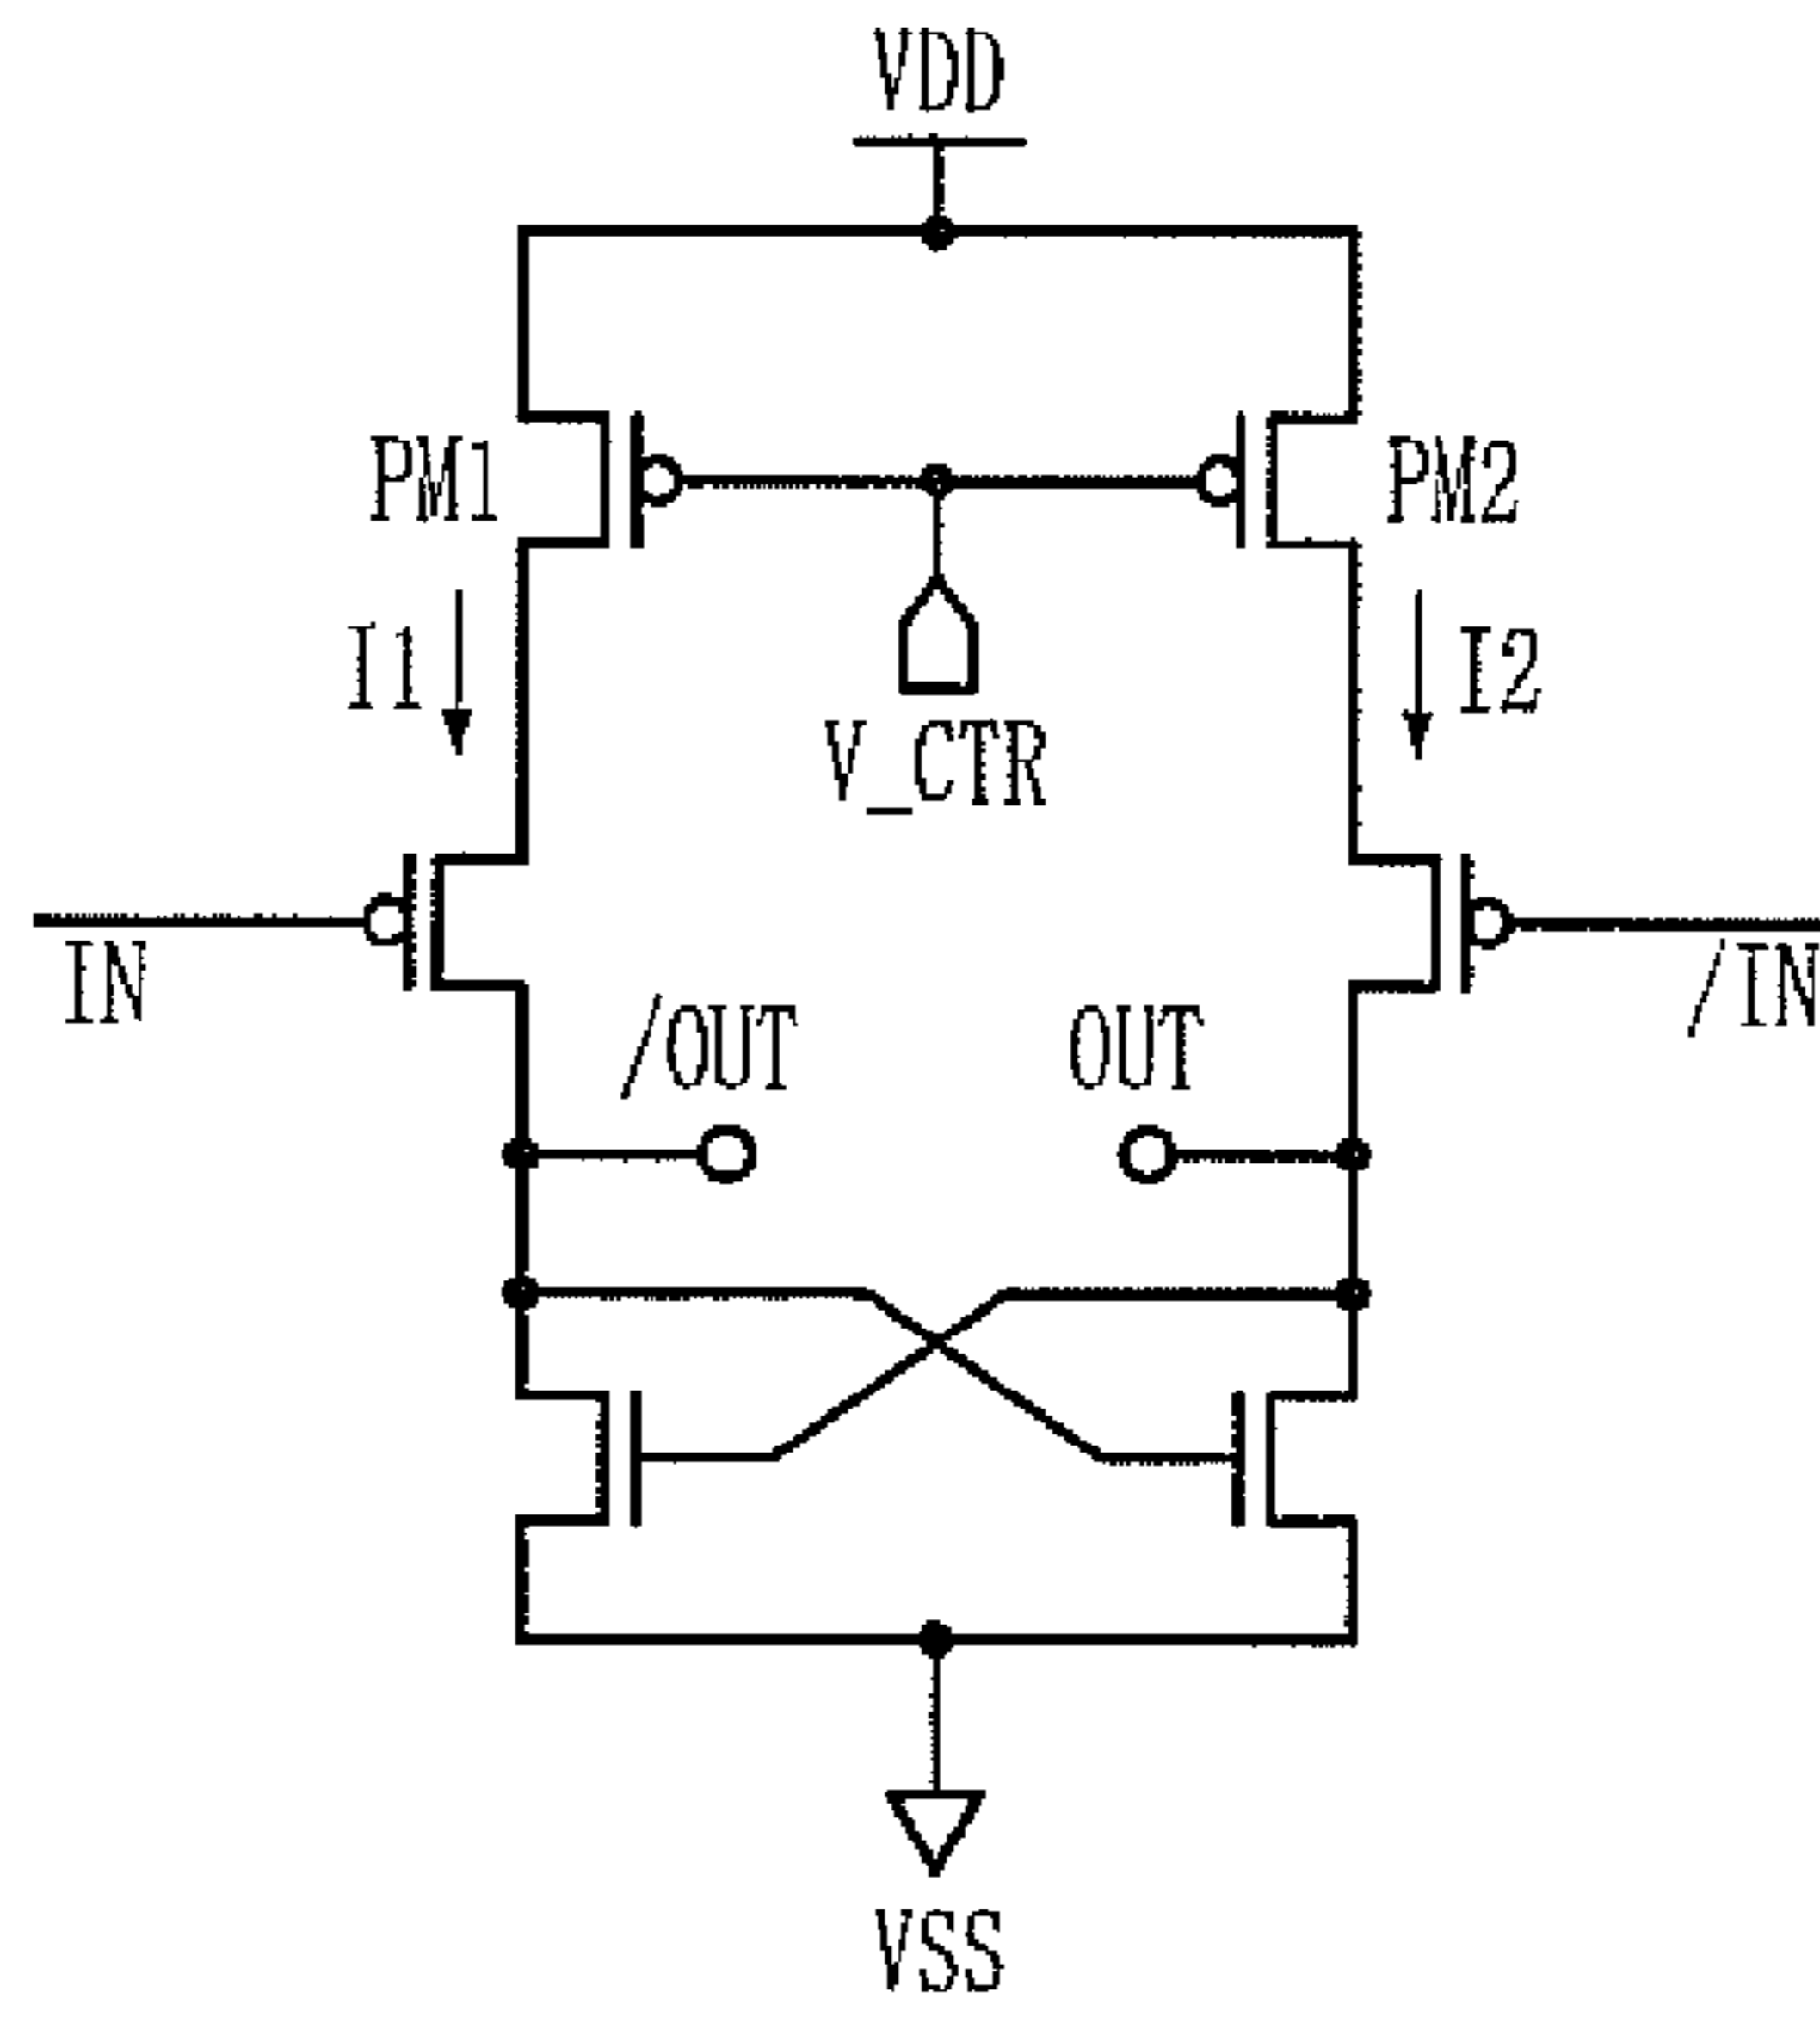 VDD
PM1
PM2
I1
I2
V_CTR
IN
/IN
/OUT
OUT
VSS